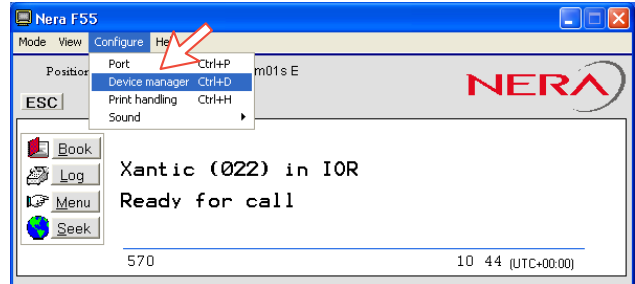 Nera F55
Mode View Configure He
Position m01s E
Port Ctrl+P
Device manager Ctrl+D
Print handling Ctrl+H
Sound
NERA
ESC
Book
Log
Menu
Seek
Xantic (022) in IOR
Ready for call
570 10 44 (UTC+00:00)